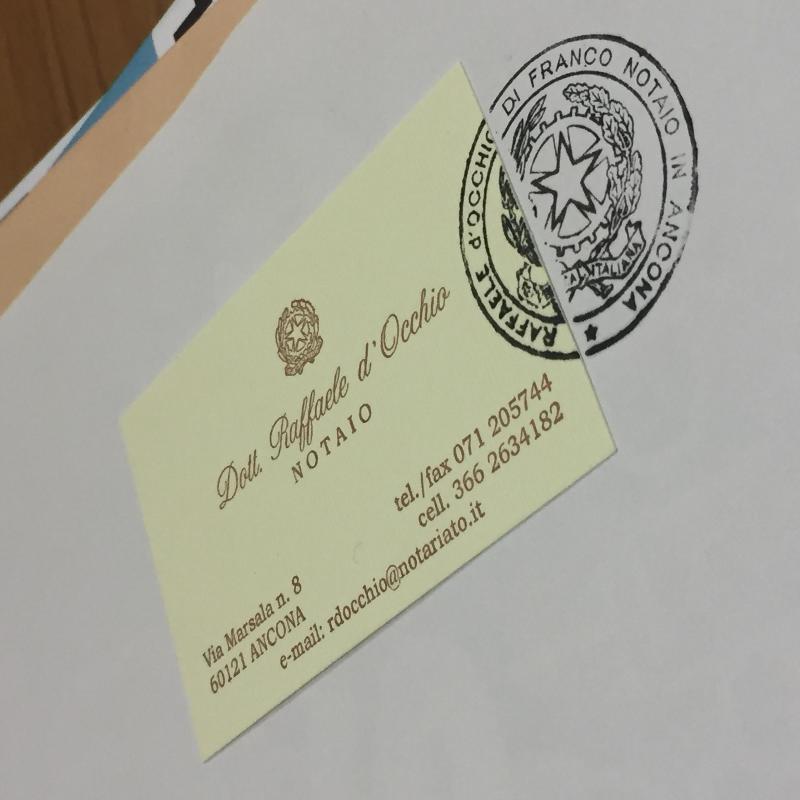 Dott. Raffaele d'Occhio
NOTAIO
tel./fax 071 205744
cell. 366 2634182
Via Marsala n. 8
60121 ANCONA
e-mail: rdocchio@notariato.it
RAFFAELE d'OCCHIO DI FRANCO NOTAIO IN ANCONA
ITALIANA